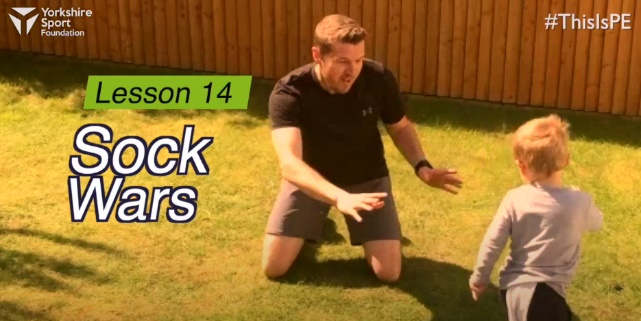 Yorkshire
Sport
Foundation
#ThisIsPE
Lesson 14
Sock
Wars